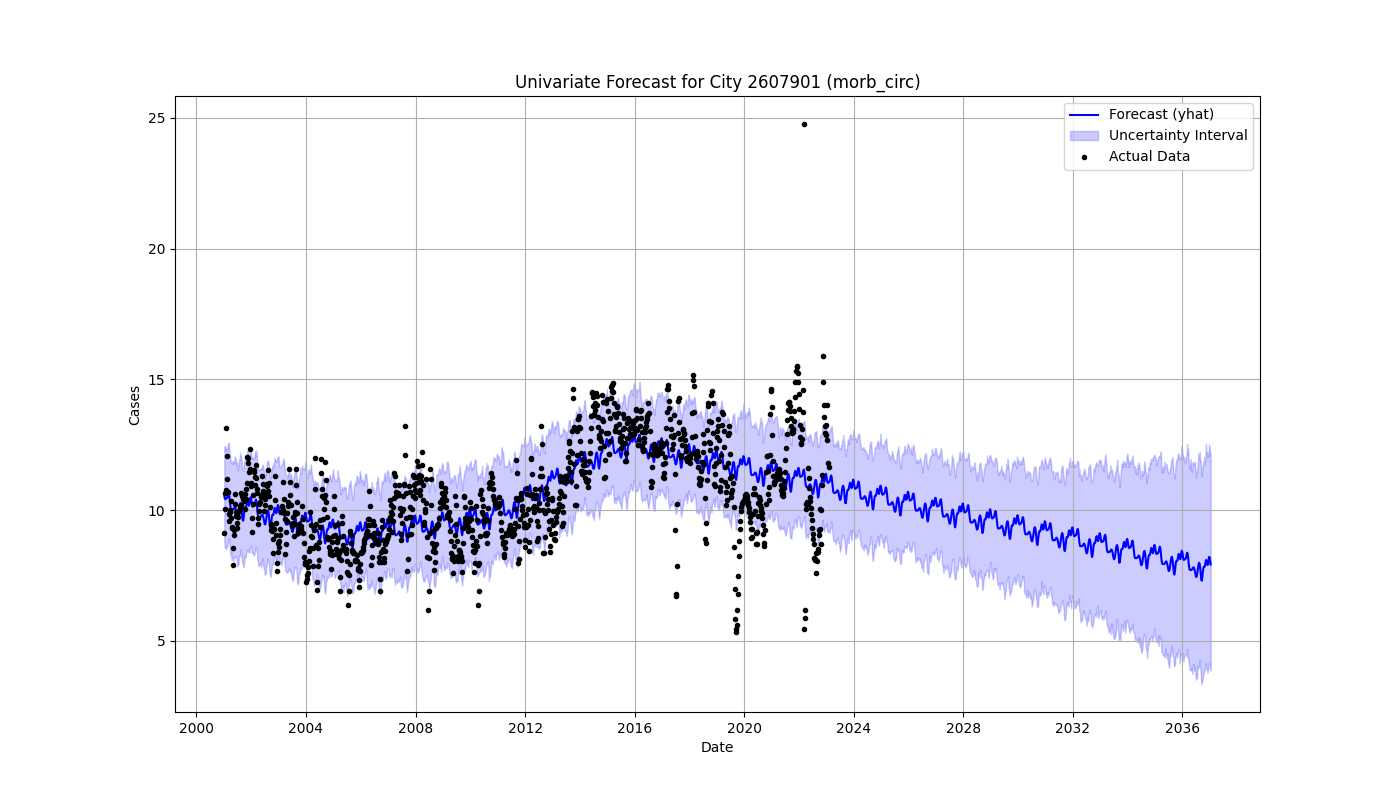 Univariate Forecast for City 2607901 (morb_circ)
Forecast (yhat)
Uncertainty Interval
Actual Data
25
20
15
10
5
Cases
2000 2004 2008 2012 2016 2020 2024 2028 2032 2036
Date